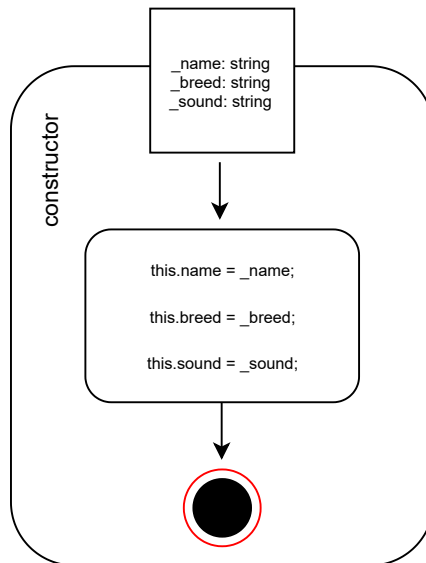 _name: string
_breed: string
_sound: string
constructor
this.name = _name;
this.breed = _breed;
this.sound = _sound;